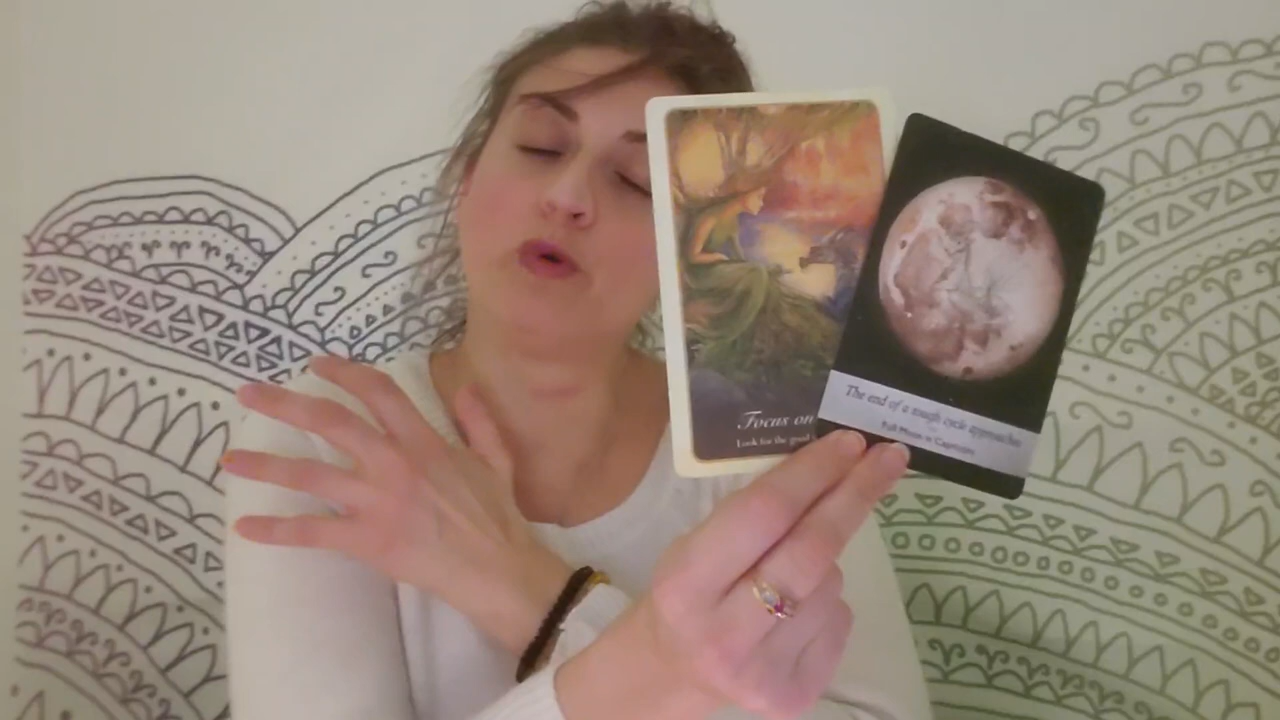 Focus on
Look for the good
The end of a tough cycle approaches
Full Moon in Capricorn